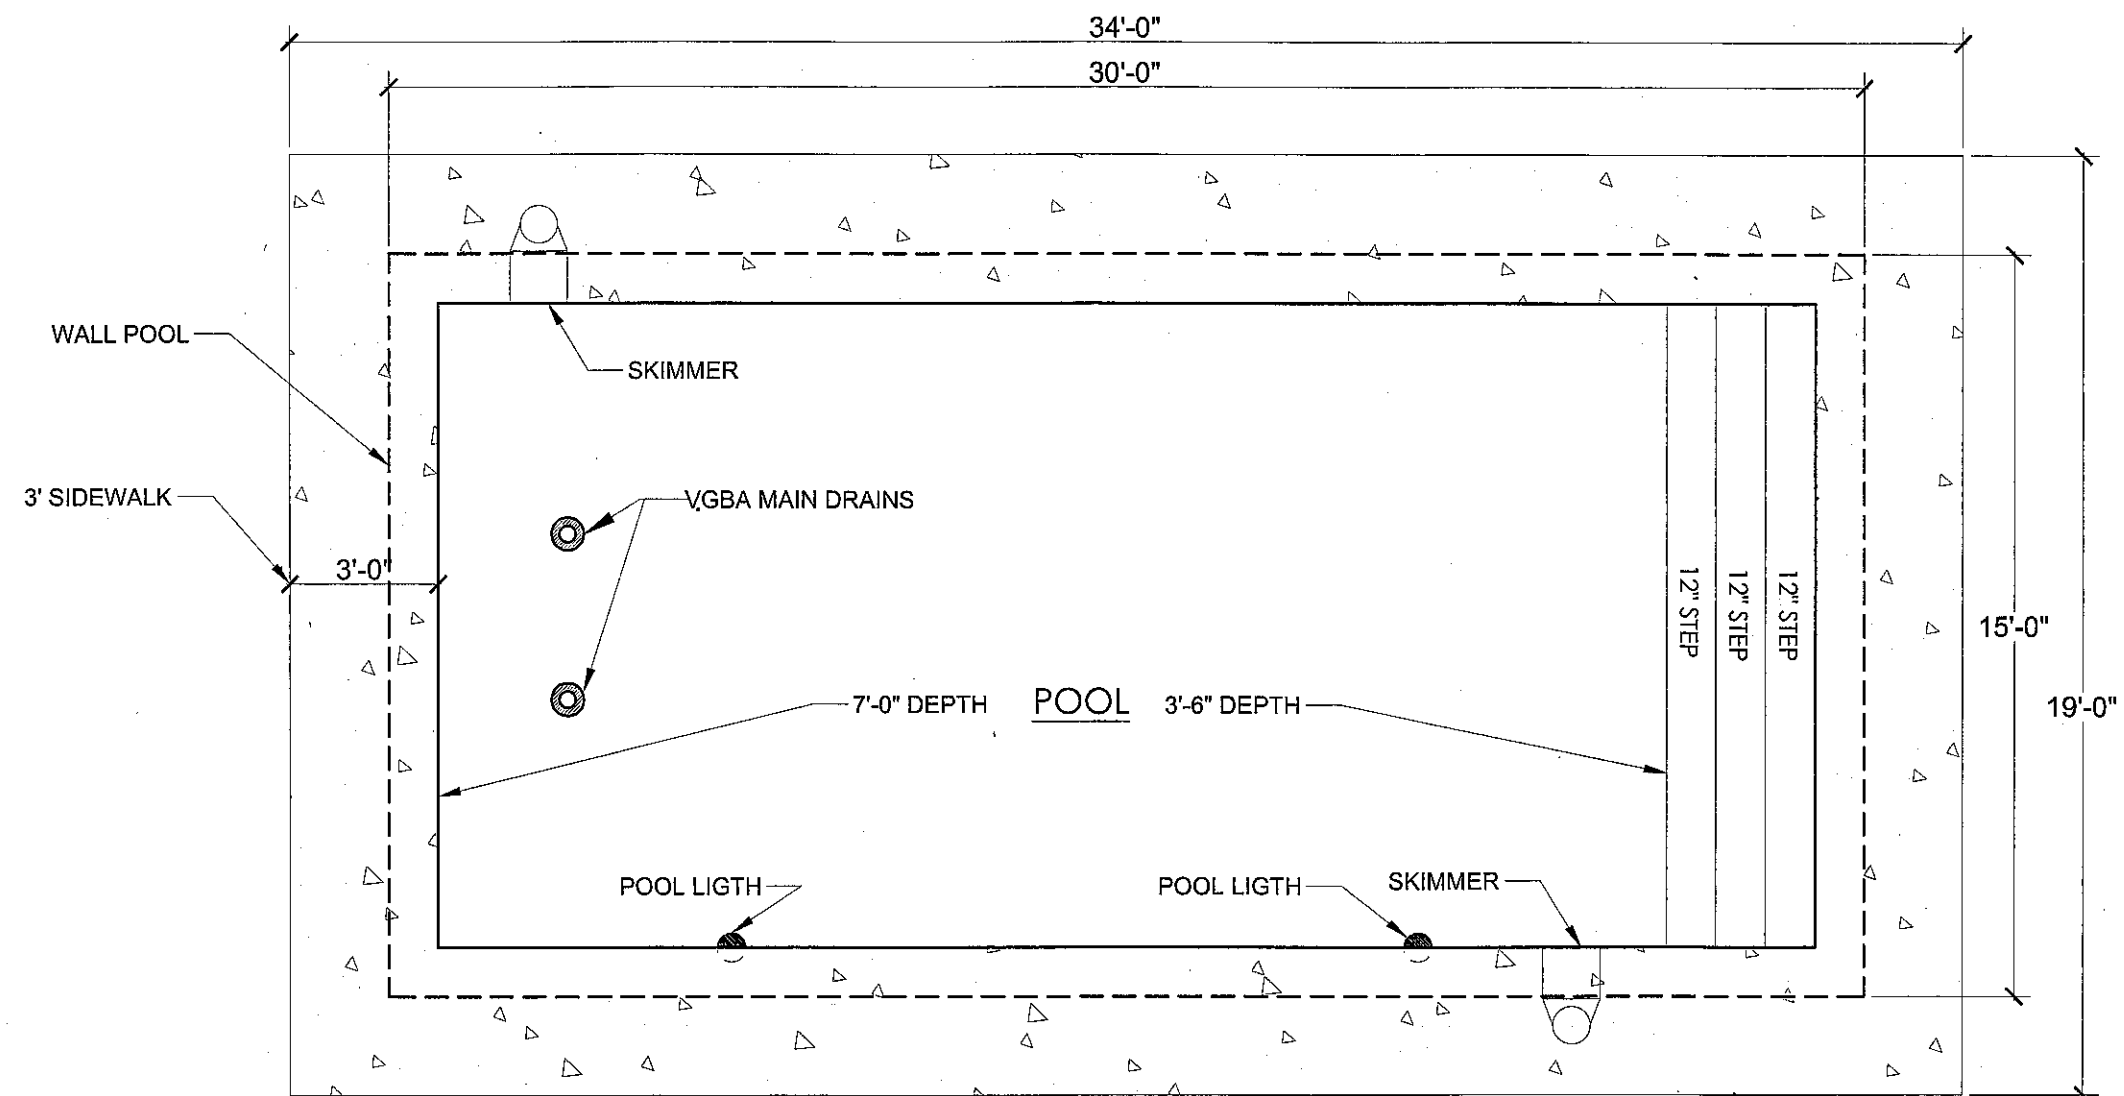 34'-0"
30'-0"
WALL POOL
SKIMMER
3' SIDEWALK
VGBA MAIN DRAINS
3'-0"
12" STEP
12" STEP
12" STEP
15'-0"
7'-0" DEPTH
POOL
3'-6" DEPTH
19'-0"
POOL LIGTH
POOL LIGTH
SKIMMER